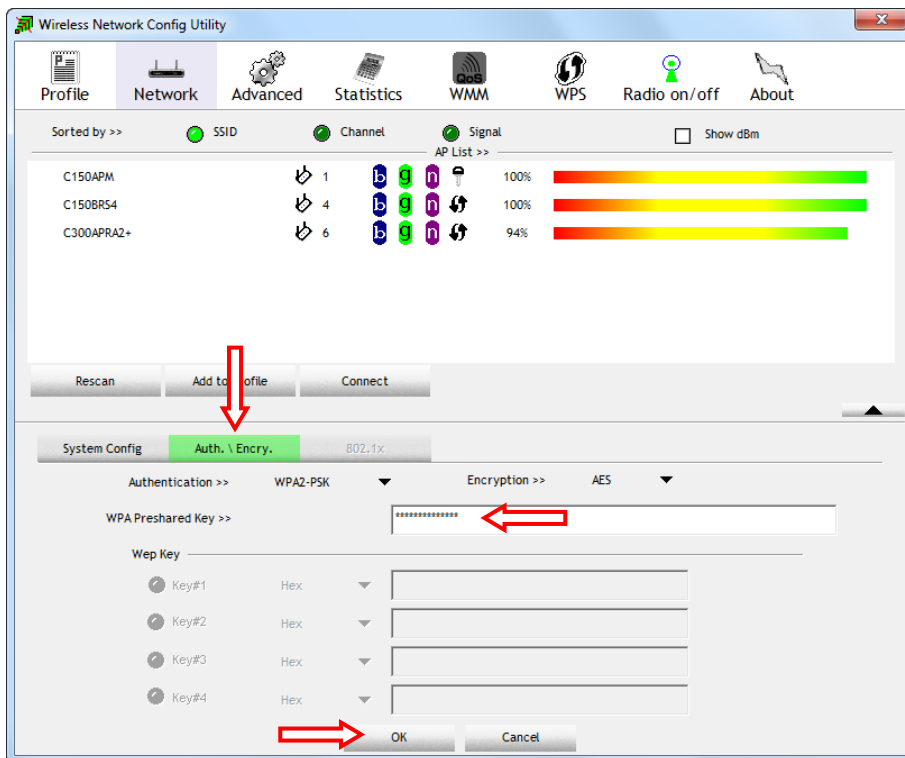 Wireless Network Config Utility
Profile Network Advanced Statistics QoS WMM WPS Radio on/off About
Sorted by >> SSID Channel Signal Show dBm
AP List >>
C150APM 1 b g n 100%
C150BRS4 4 b g n 100%
C300APRA2+ 6 b g n 94%
Rescan Add to ofile Connect
System Config Auth. \ Encry. 802.1x
Authentication >> WPA2-PSK Encryption >> AES
WPA Preshared Key >> **************
Wep Key
Key#1 Hex
Key#2 Hex
Key#3 Hex
Key#4 Hex
OK Cancel